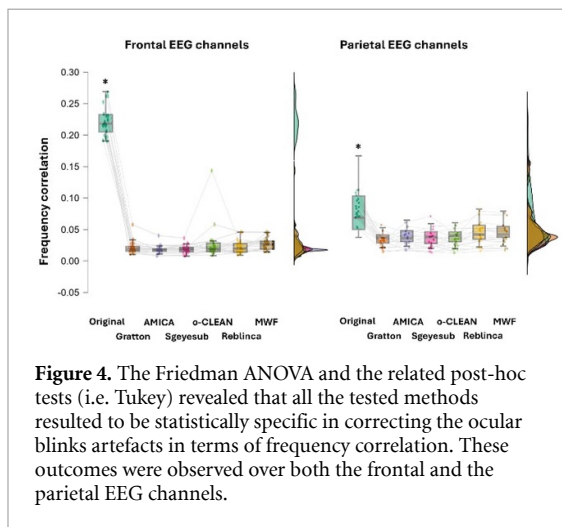 Frontal EEG channels
Parietal EEG channels
Frequency correlation
0.30
0.25
0.20
0.15
0.10
0.05
0.00
-0.05
*
*
Original AMICA o-CLEAN MWF
Gratton Sgeyesub Reblinca
Original AMICA o-CLEAN MWF
Gratton Sgeyesub Reblinca
Figure 4. The Friedman ANOVA and the related post-hoc
tests (i.e. Tukey) revealed that all the tested methods
resulted to be statistically specific in correcting the ocular
blinks artefacts in terms of frequency correlation. These
outcomes were observed over both the frontal and the
parietal EEG channels.